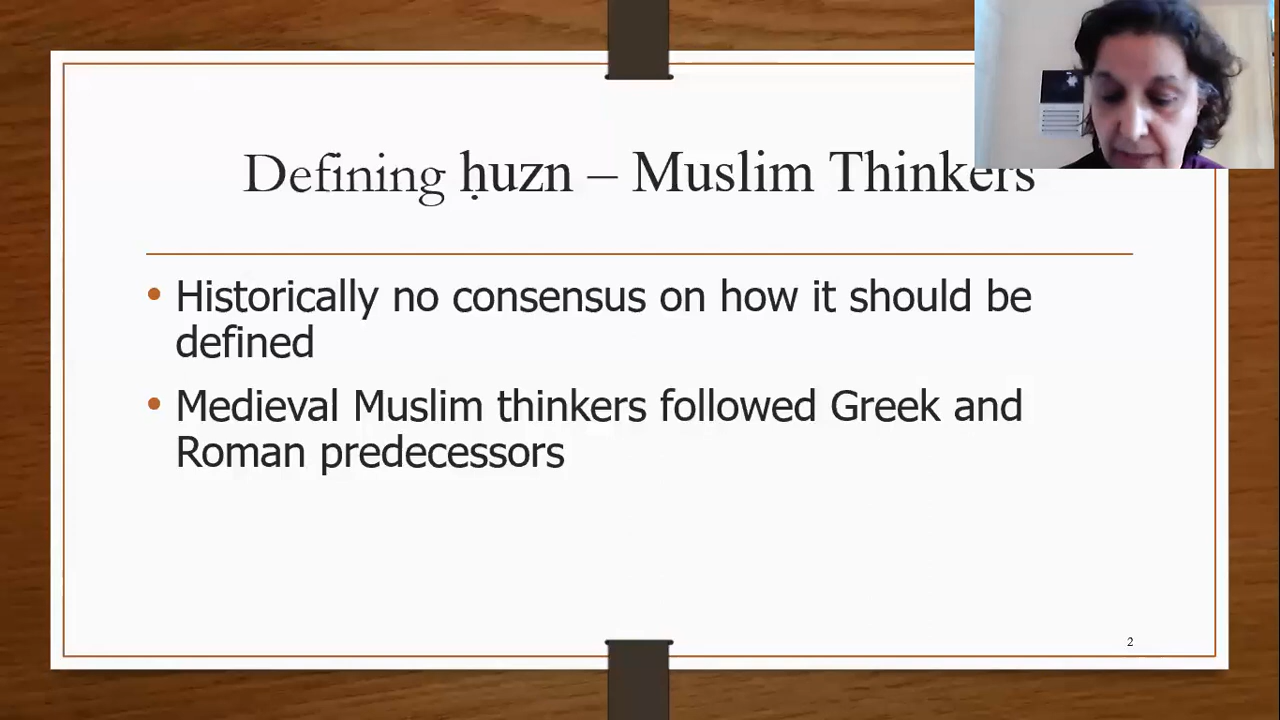 Defining ḥuzn – Muslim Thinkers
• Historically no consensus on how it should be
defined
• Medieval Muslim thinkers followed Greek and
Roman predecessors
2